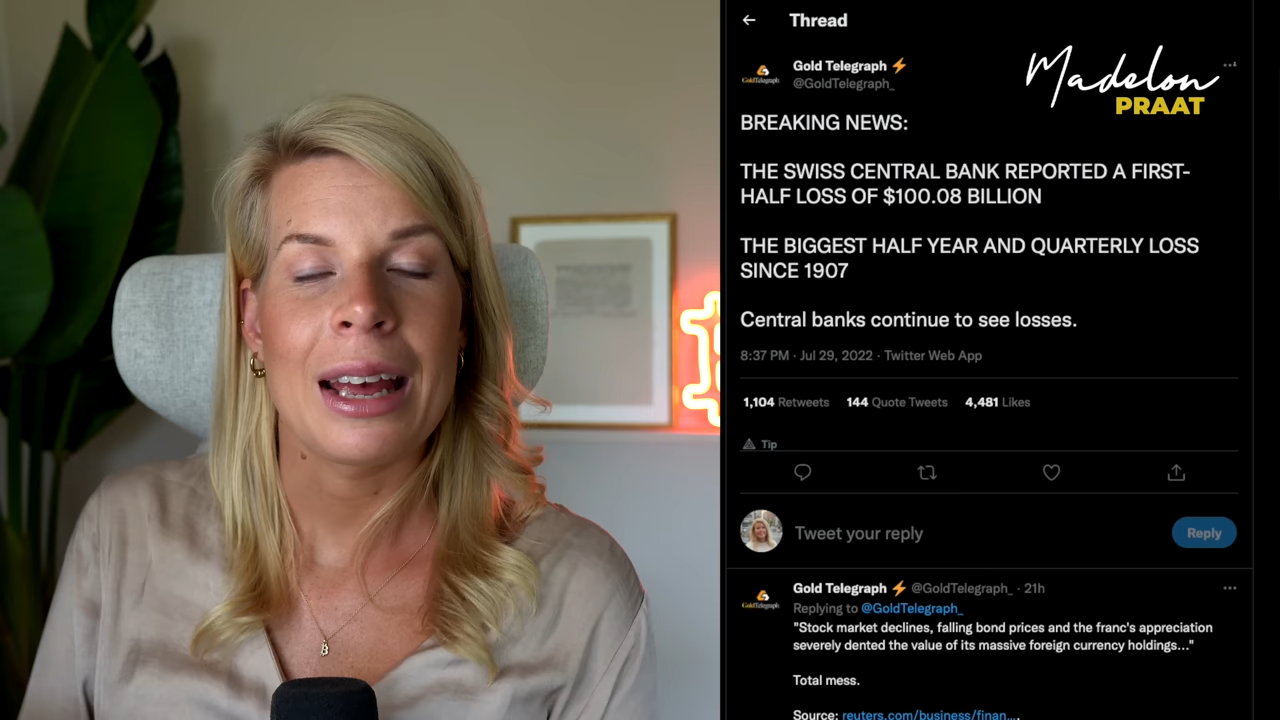 Thread
Madelon
PRAAT
Gold Telegraph
@GoldTelegraph_
BREAKING NEWS:
THE SWISS CENTRAL BANK REPORTED A FIRST-
HALF LOSS OF $100.08 BILLION
THE BIGGEST HALF YEAR AND QUARTERLY LOSS
SINCE 1907
Central banks continue to see losses.
8:37 PM · Jul 29, 2022 · Twitter Web App
1,104 Retweets 144 Quote Tweets 4,481 Likes
Tip
Tweet your reply
Reply
Gold Telegraph @GoldTelegraph_ · 21h
Replying to @GoldTelegraph_
"Stock market declines, falling bond prices and the franc's appreciation
severely dented the value of its massive foreign currency holdings..."
Total mess.
Source: reuters.com/business/finan...